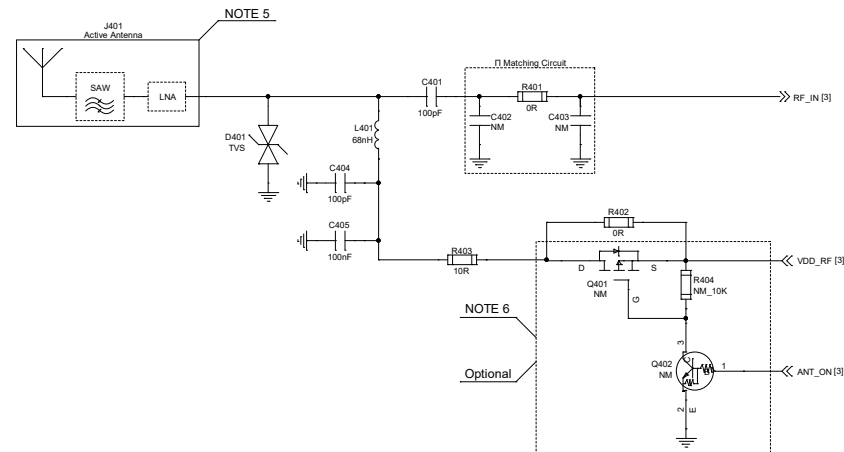 NOTE 5
J401
Active Antenna
SAW
LNA
D401
TVS
L401
68nH
C401
100pF
Π Matching Circuit
R401
0R
C402
NM
C403
NM
RF_IN [3]
C404
100pF
C405
100nF
R403
10R
R402
0R
D
S
Q401
NM
G
R404
NM_10K
VDD_RF [3]
NOTE 6
Optional
3
C
Q402
NM
B
1
ANT_ON [3]
2
E